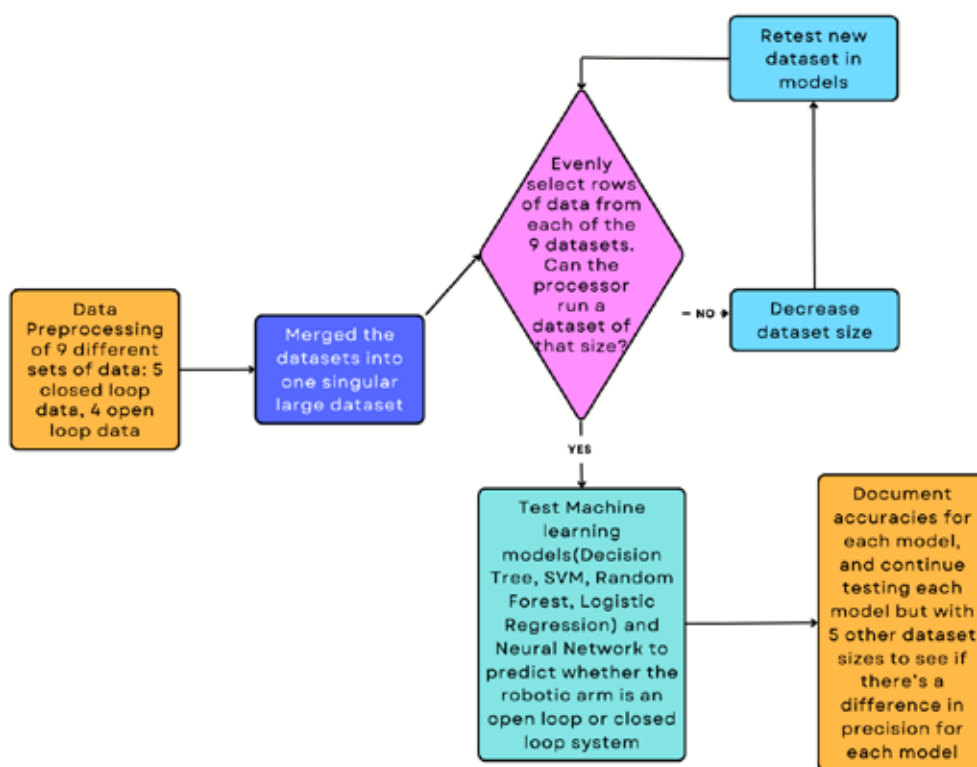 Data
Preprocessing
of 9 different
sets of data: 5
closed loop
data, 4 open
loop data
Merged the
datasets into
one singular
large dataset
Evenly
select rows
of data from
each of the
9 datasets.
Can the
processor
run a
dataset of
that size?
NO
Decrease
dataset size
Retest new
dataset in
models
YES
Test Machine
learning
models(Decision
Tree, SVM, Random
Forest, Logistic
Regression) and
Neural Network to
predict whether the
robotic arm is an
open loop or closed
loop system
Document
accuracies for
each model,
and continue
testing each
model but with
5 other dataset
sizes to see if
there's a
difference in
precision for
each model